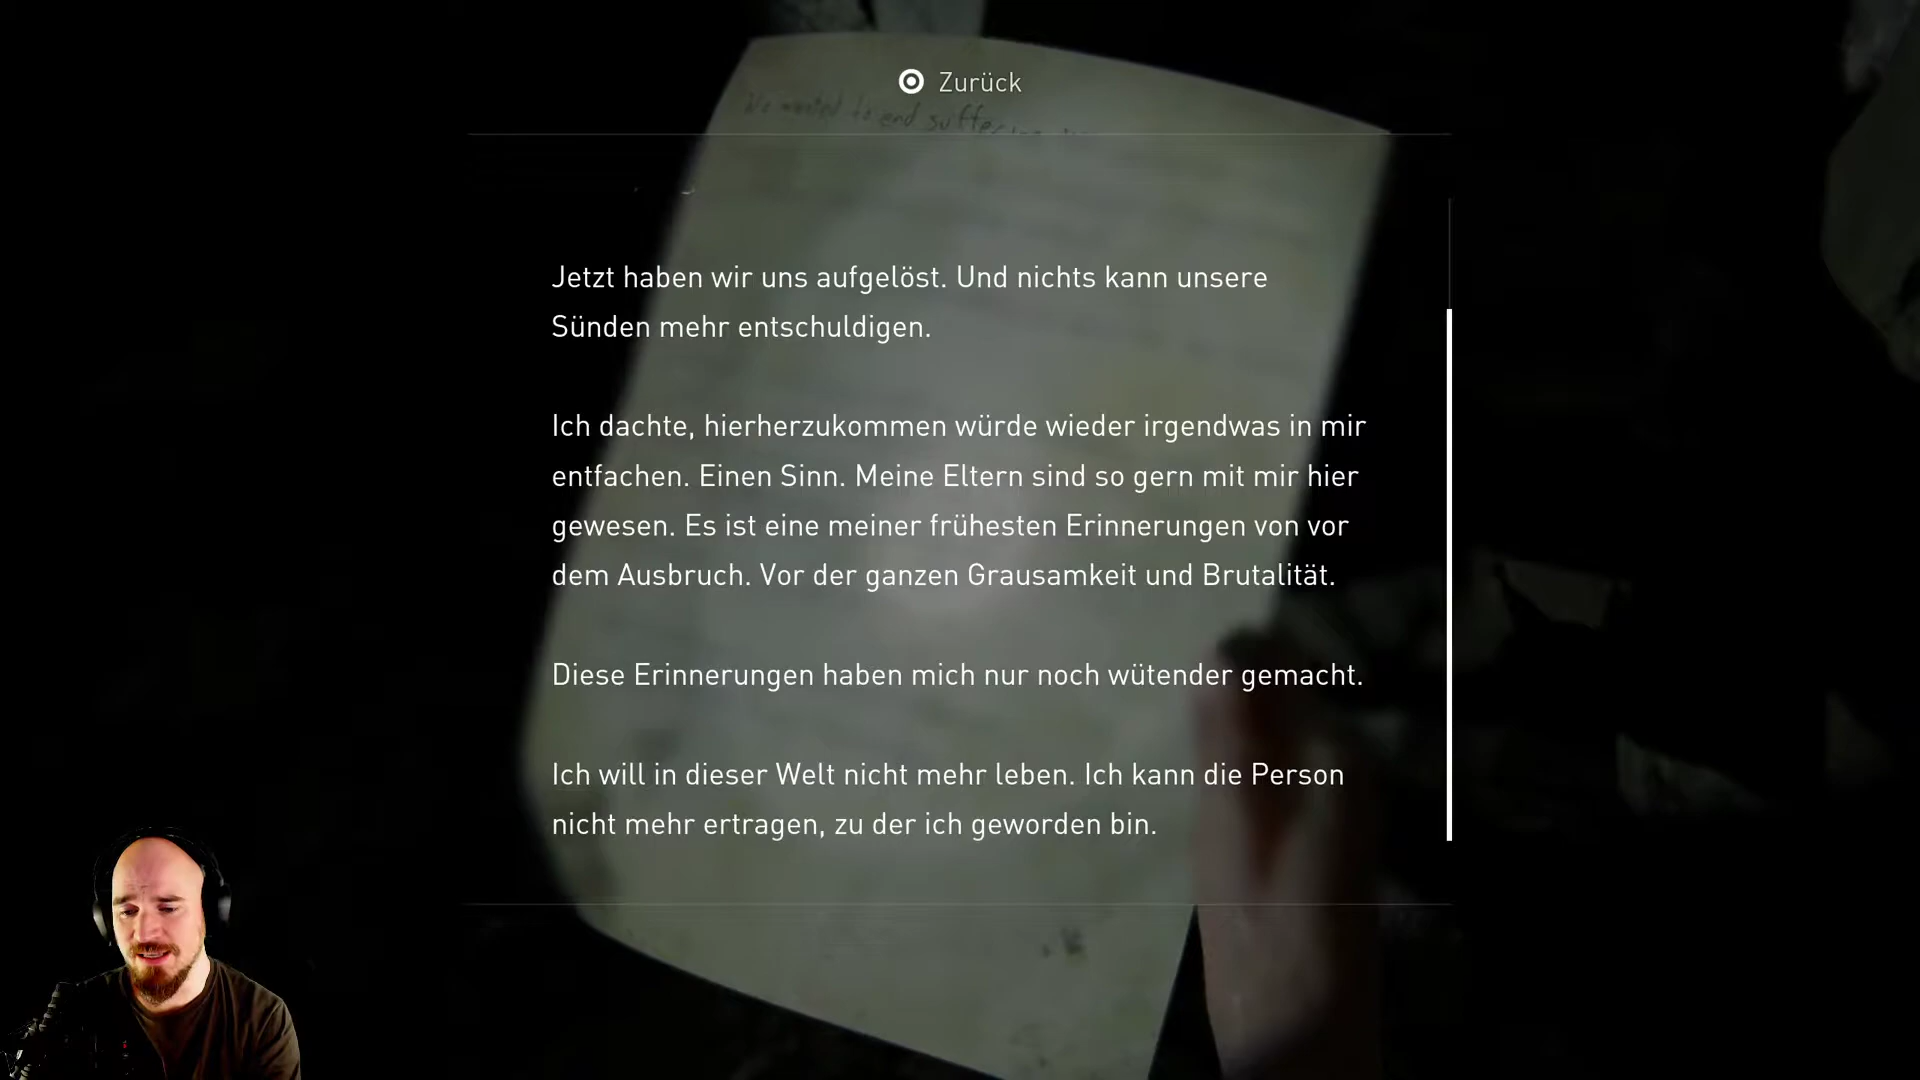 Zurück
to end suffering
Jetzt haben wir uns aufgelöst. Und nichts kann unsere
Sünden mehr entschuldigen.
Ich dachte, hierherzukommen würde wieder irgendwas in mir
entfachen. Einen Sinn. Meine Eltern sind so gern mit mir hier
gewesen. Es ist eine meiner frühesten Erinnerungen von vor
dem Ausbruch. Vor der ganzen Grausamkeit und Brutalität.
Diese Erinnerungen haben mich nur noch wütender gemacht.
Ich will in dieser Welt nicht mehr leben. Ich kann die Person
nicht mehr ertragen, zu der ich geworden bin.